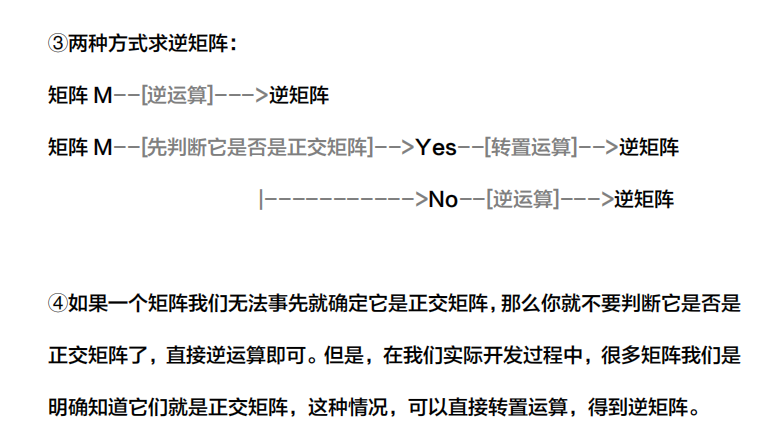 ③两种方式求逆矩阵：
矩阵 M--[逆运算]--->逆矩阵
矩阵 M--[先判断它是否是正交矩阵]-->Yes--[转置运算]-->逆矩阵
|----------->No--[逆运算]--->逆矩阵
④如果一个矩阵我们无法事先就确定它是正交矩阵，那么你就不要判断它是否是
正交矩阵了，直接逆运算即可。但是，在我们实际开发过程中，很多矩阵我们是
明确知道它们就是正交矩阵，这种情况，可以直接转置运算，得到逆矩阵。